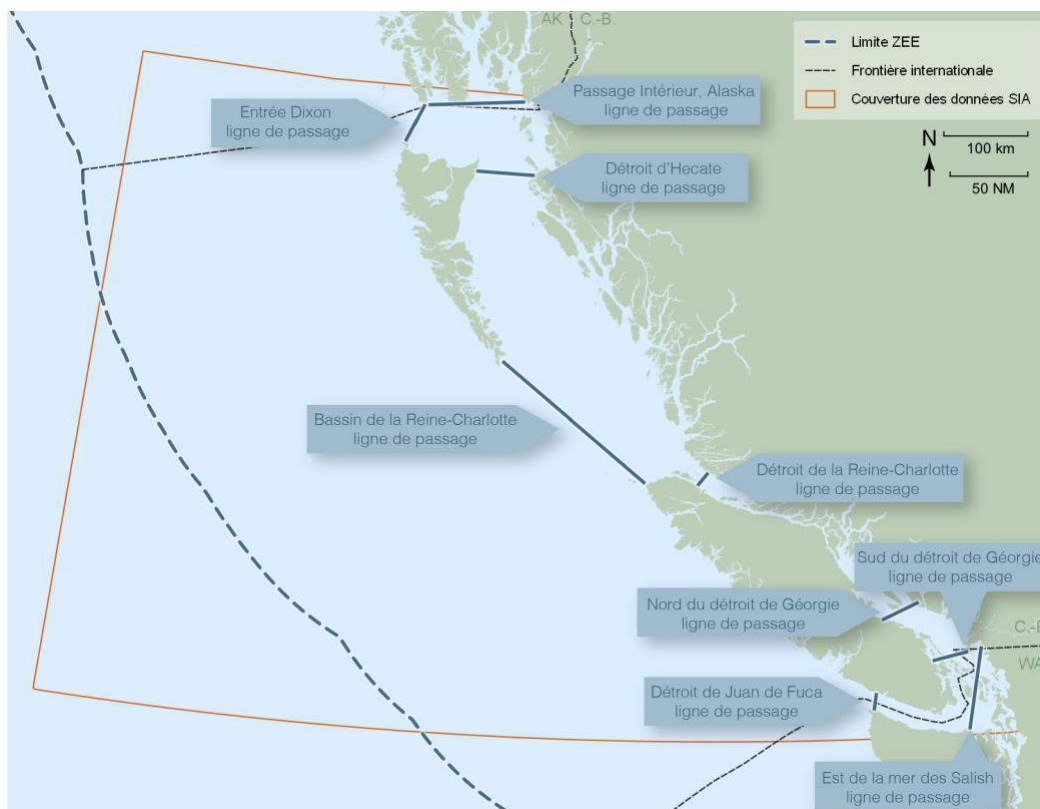 AK C.-B.
Limite ZEE
Frontière internationale
Couverture des données SIA
N
100 km
50 NM
Entrée Dixon
ligne de passage
Passage Intérieur, Alaska
ligne de passage
Détroit d'Hecate
ligne de passage
Bassin de la Reine-Charlotte
ligne de passage
Détroit de la Reine-Charlotte
ligne de passage
Sud du détroit de Géorgie
ligne de passage
Nord du détroit de Géorgie
ligne de passage
C.-B
WA
Détroit de Juan de Fuca
ligne de passage
Est de la mer des Salish
ligne de passage